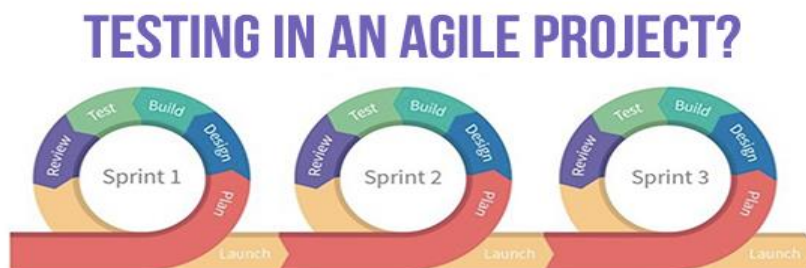 TESTING IN AN AGILE PROJECT?
Test Build Test Build Test Build
Review Design Review Design Review Design
Sprint 1 Sprint 2 Sprint 3
Plan Plan Plan
Launch Launch Launch